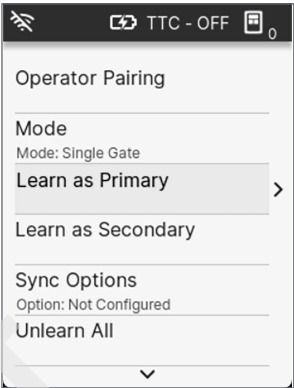 TTC - OFF
0
Operator Pairing
Mode
Mode: Single Gate
Learn as Primary
Learn as Secondary
Sync Options
Option: Not Configured
Unlearn All